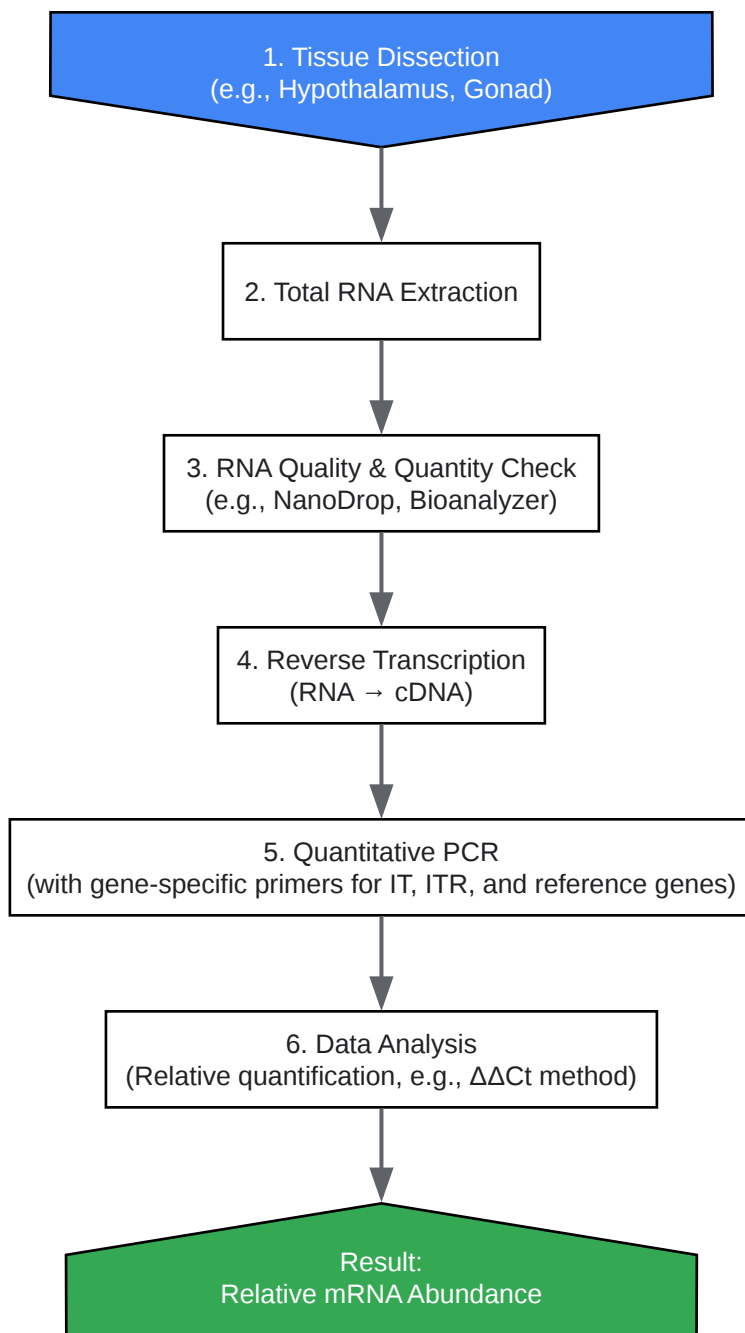 1. Tissue Dissection
(e.g., Hypothalamus, Gonad)
2. Total RNA Extraction
3. RNA Quality & Quantity Check
(e.g., NanoDrop, Bioanalyzer)
4. Reverse Transcription
(RNA → cDNA)
5. Quantitative PCR
(with gene-specific primers for IT, ITR, and reference genes)
6. Data Analysis
(Relative quantification, e.g., ΔΔCt method)
Result:
Relative mRNA Abundance